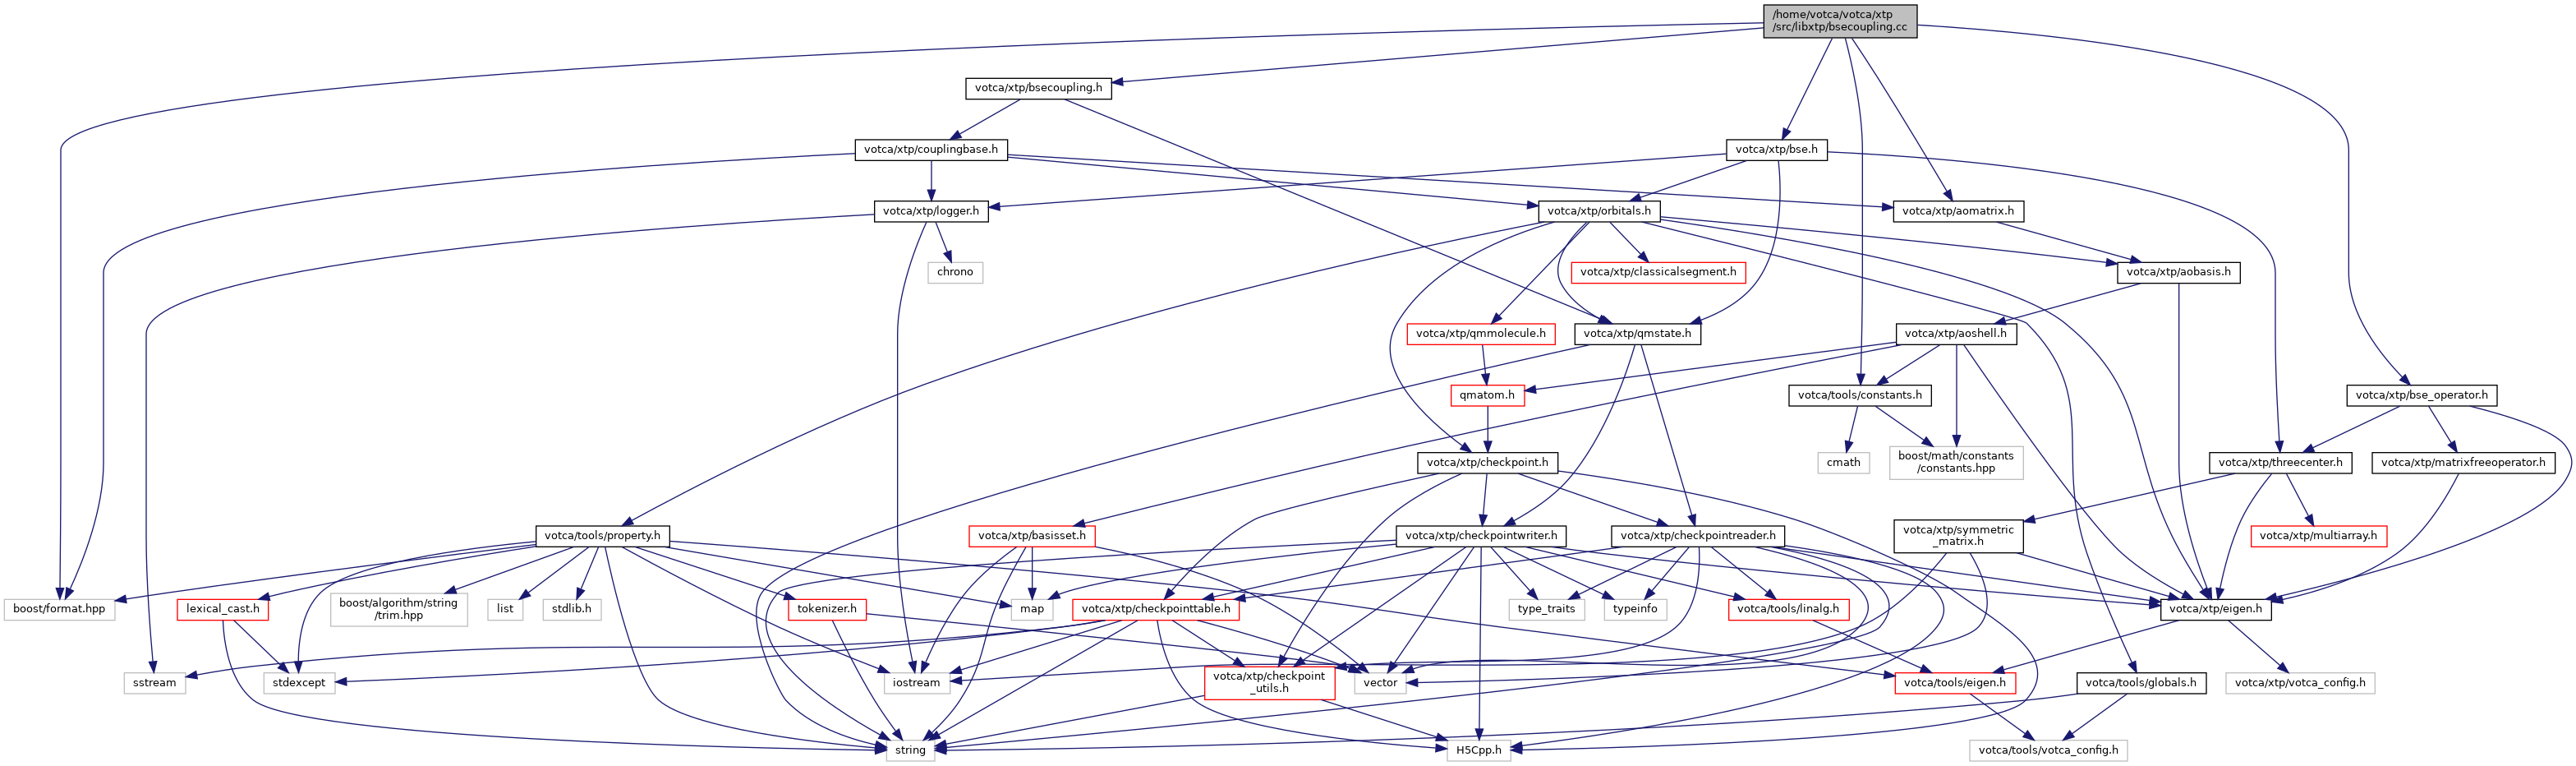 /home/votca/votca/xtp
/src/libxtp/bsecoupling.cc
votca/xtp/bsecoupling.h
votca/xtp/couplingbase.h
votca/xtp/bse.h
votca/xtp/logger.h
votca/xtp/orbitals.h
votca/xtp/aomatrix.h
chrono
votca/xtp/classicalsegment.h
votca/xtp/aobasis.h
votca/xtp/qmmolecule.h
votca/xtp/qmstate.h
votca/xtp/aoshell.h
qmatom.h
votca/tools/constants.h
votca/xtp/bse_operator.h
votca/xtp/checkpoint.h
cmath
boost/math/constants
/constants.hpp
votca/xtp/threecenter.h
votca/xtp/matrixfreeoperator.h
votca/tools/property.h
votca/xtp/basisset.h
votca/xtp/checkpointwriter.h
votca/xtp/checkpointreader.h
votca/xtp/symmetric
_matrix.h
votca/xtp/multiarray.h
boost/format.hpp
lexical_cast.h
boost/algorithm/string
/trim.hpp
list
stdlib.h
tokenizer.h
map
votca/xtp/checkpointtable.h
type_traits
typeinfo
votca/tools/linalg.h
votca/xtp/eigen.h
sstream
stdexcept
iostream
votca/xtp/checkpoint
_utils.h
vector
votca/tools/eigen.h
votca/tools/globals.h
votca/xtp/votca_config.h
string
H5Cpp.h
votca/tools/votca_config.h